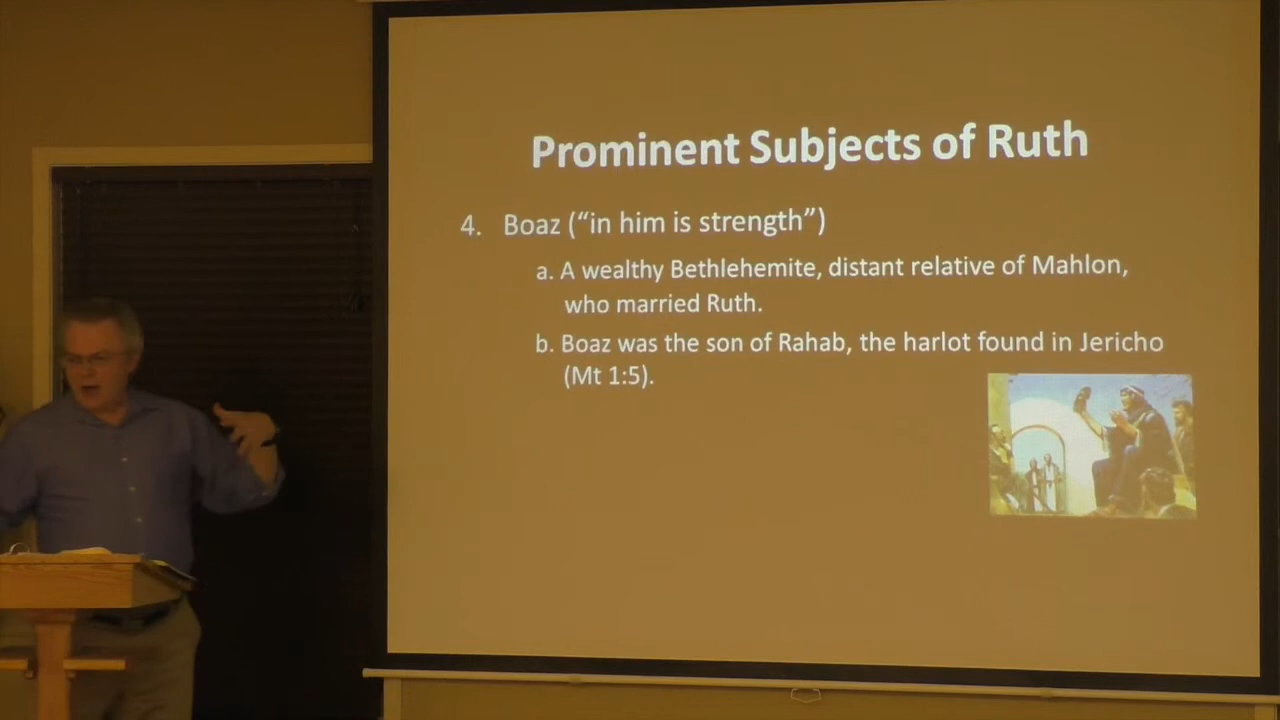 Prominent Subjects of Ruth
4. Boaz (“in him is strength”)
a. A wealthy Bethlehemite, distant relative of Mahlon,
who married Ruth.
b. Boaz was the son of Rahab, the harlot found in Jericho
(Mt 1:5).